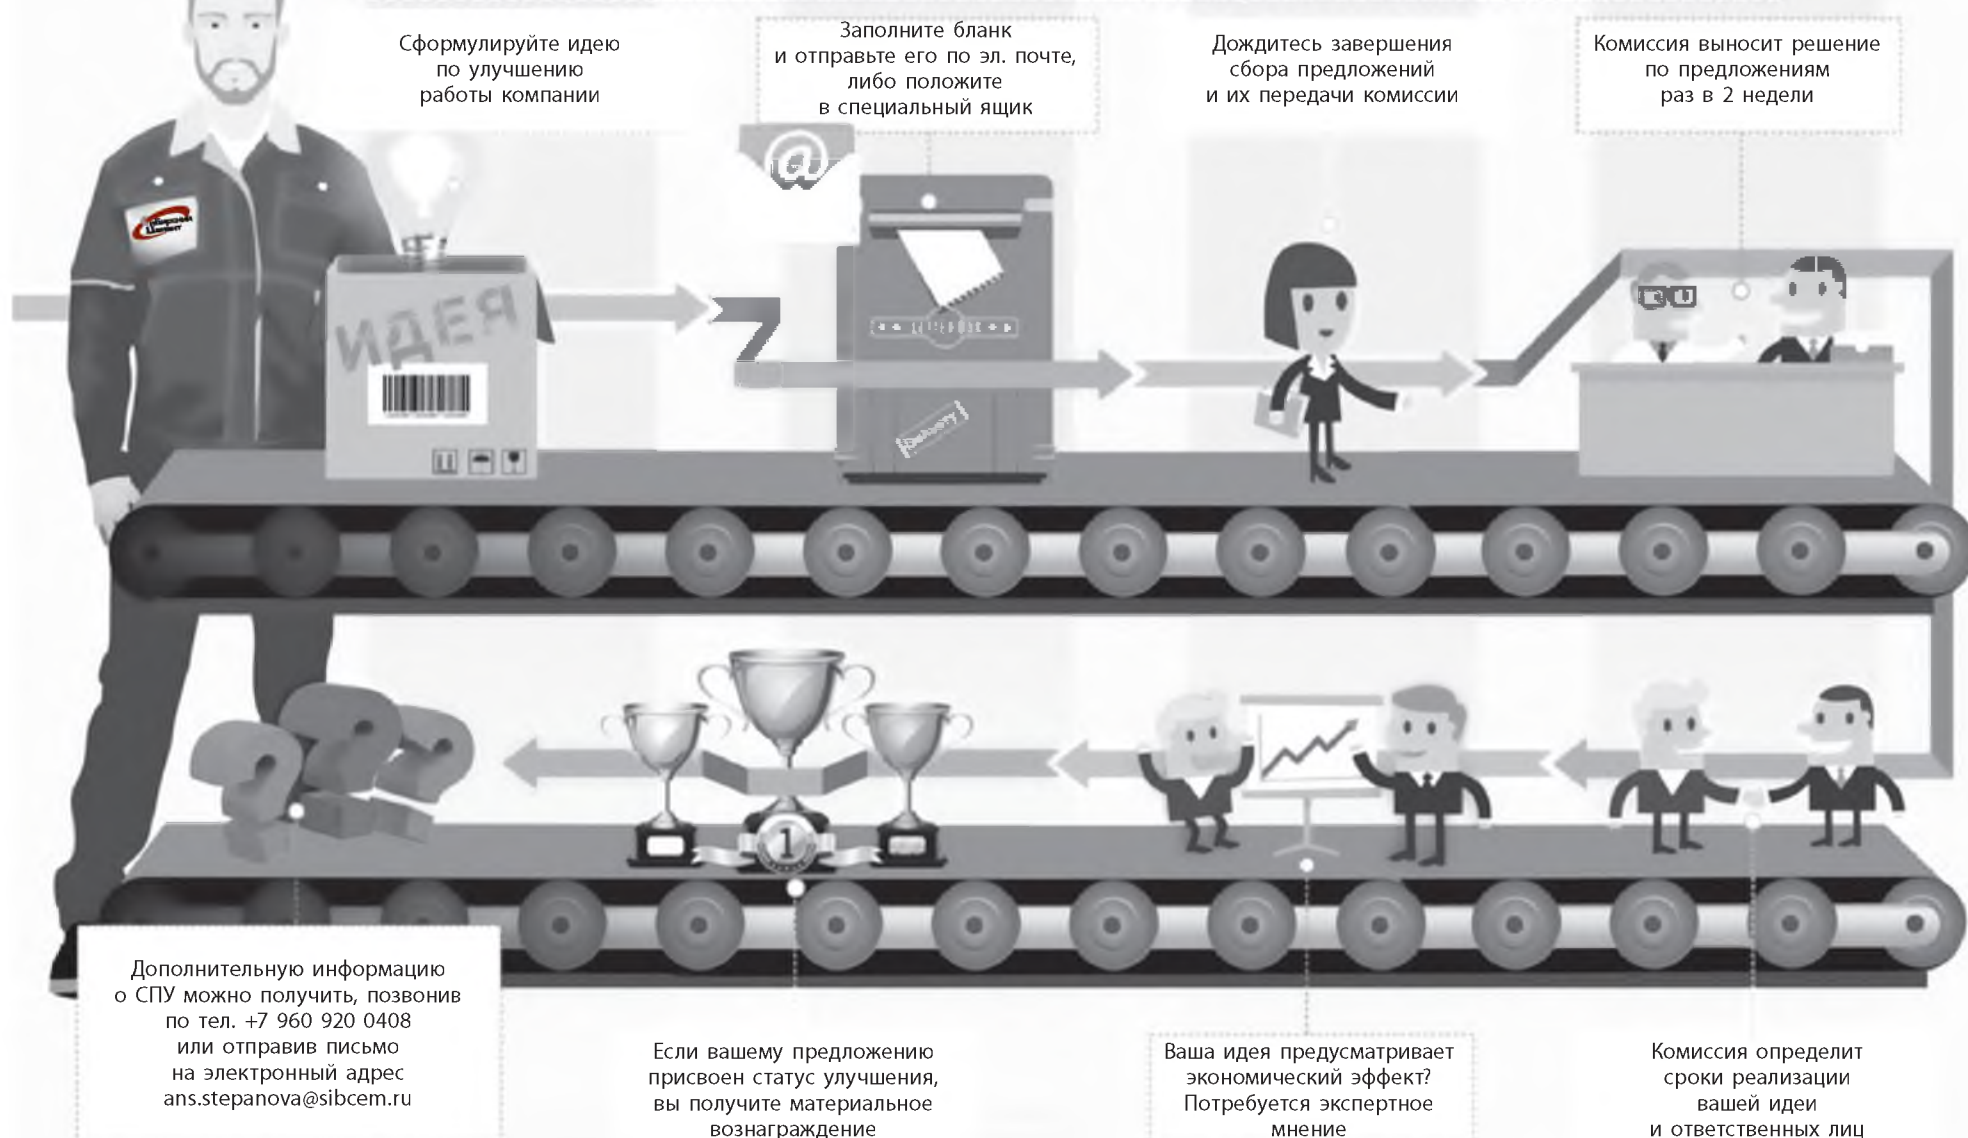 Сформулируйте идею
по улучшению
работы компании
Заполните бланк
и отправьте его по эл. почте,
либо положите
в специальный ящик
Дождитесь завершения
сбора предложений
и их передачи комиссии
Комиссия выносит решение
по предложениям
раз в 2 недели
@
Сибирский
Цемент
ИДЕЯ
Delivery
1
Дополнительную информацию
о СПУ можно получить, позвонив
по тел. +7 960 920 0408
или отправив письмо
на электронный адрес
ans.stepanova@sibcem.ru
Если вашему предложению
присвоен статус улучшения,
вы получите материальное
вознаграждение
Ваша идея предусматривает
экономический эффект?
Потребуется экспертное
мнение
Комиссия определит
сроки реализации
вашей идеи
и ответственных лиц